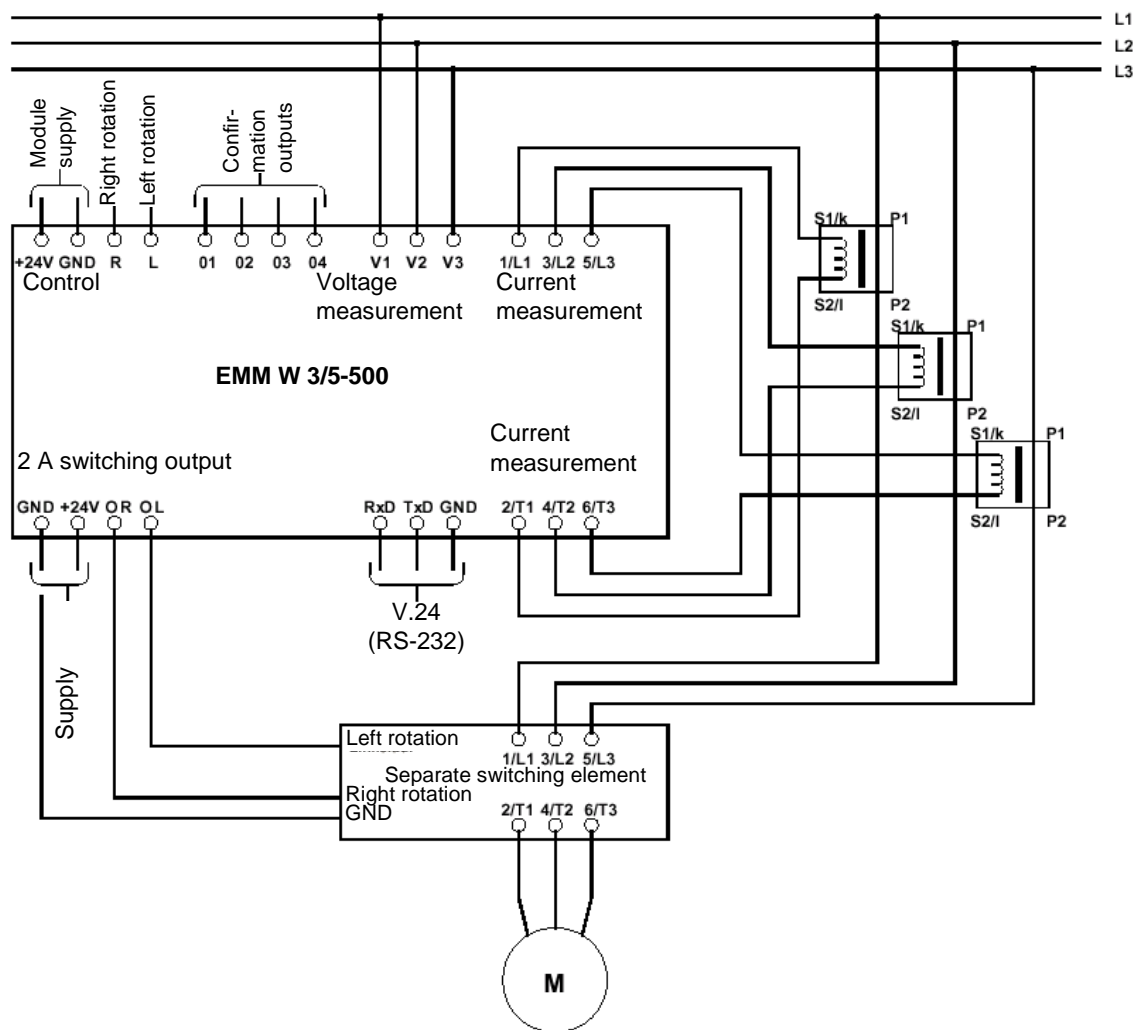 L1
L2
L3
Module
supply
Right rotation
Left rotation
Confir-
mation
outputs
+24V GND R L 01 02 03 04 V1 V2 V3 1/L1 3/L2 5/L3
Control
Voltage
measurement
Current
measurement
S1/k P1
S2/l P2
S1/k P1
S2/l P2
S1/k P1
S2/l P2
EMM W 3/5-500
2 A switching output
Current
measurement
GND +24V OR OL RxD TxD GND 2/T1 4/T2 6/T3
V.24
(RS-232)
Supply
Left rotation
1/L1 3/L2 5/L3
Separate switching element
Right rotation
GND
2/T1 4/T2 6/T3
M